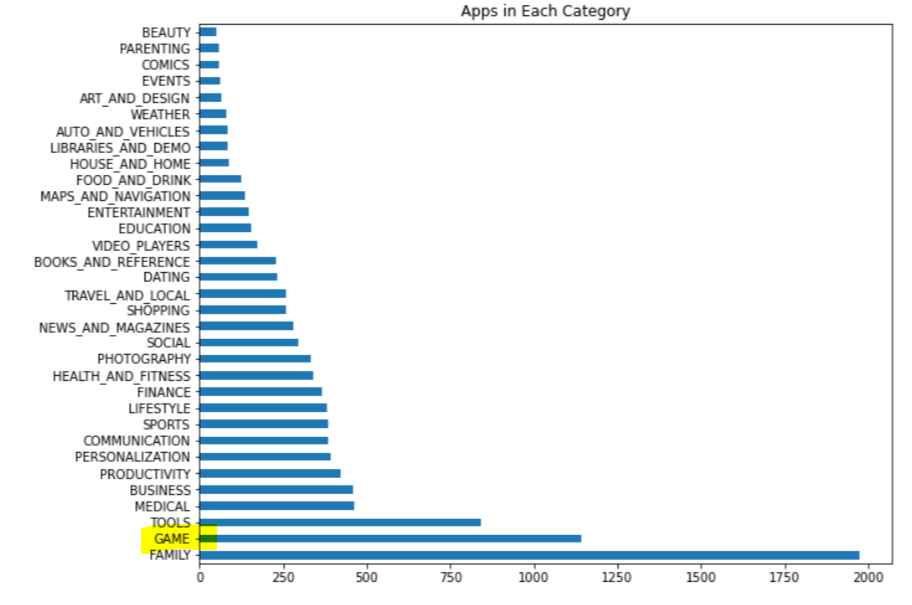 Apps in Each Category
BEAUTY
PARENTING
COMICS
EVENTS
ART_AND_DESIGN
WEATHER
AUTO_AND_VEHICLES
LIBRARIES_AND_DEMO
HOUSE_AND_HOME
FOOD_AND_DRINK
MAPS_AND_NAVIGATION
ENTERTAINMENT
EDUCATION
VIDEO_PLAYERS
BOOKS_AND_REFERENCE
DATING
TRAVEL_AND_LOCAL
SHOPPING
NEWS_AND_MAGAZINES
SOCIAL
PHOTOGRAPHY
HEALTH_AND_FITNESS
FINANCE
LIFESTYLE
SPORTS
COMMUNICATION
PERSONALIZATION
PRODUCTIVITY
BUSINESS
MEDICAL
TOOLS
GAME
FAMILY
0 250 500 750 1000 1250 1500 1750 2000